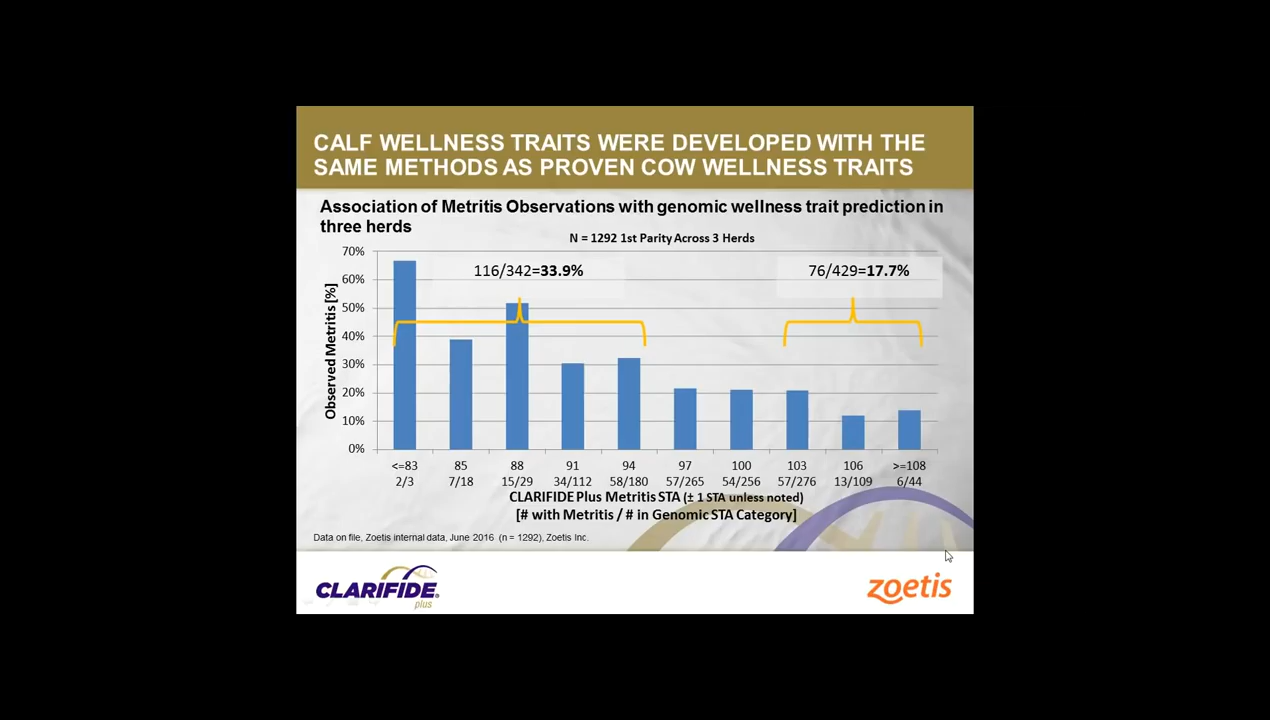 CALF WELLNESS TRAITS WERE DEVELOPED WITH THE
SAME METHODS AS PROVEN COW WELLNESS TRAITS
Association of Metritis Observations with genomic wellness trait prediction in
three herds
N = 1292 1st Parity Across 3 Herds
Observed Metritis [%]
70%
60%
50%
40%
30%
20%
10%
0%
116/342=33.9%
76/429=17.7%
<=83 85 88 91 94 97 100 103 106 >=108
2/3 7/18 15/29 34/112 58/180 57/265 54/256 57/276 13/109 6/44
CLARIFIDE Plus Metritis STA (± 1 STA unless noted)
[# with Metritis / # in Genomic STA Category]
Data on file, Zoetis internal data, June 2016 (n = 1292), Zoetis Inc.
CLARIFIDE®
plus
zoetis